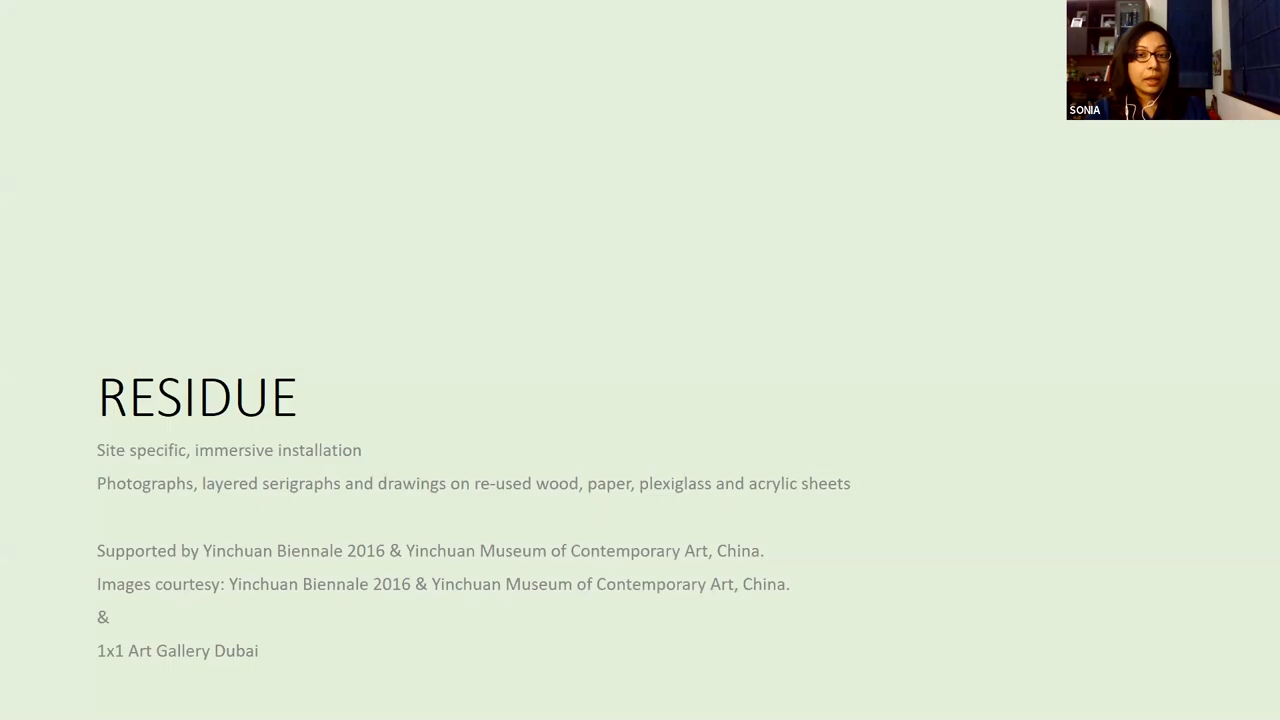 SONIA
RESIDUE
Site specific, immersive installation
Photographs, layered serigraphs and drawings on re-used wood, paper, plexiglass and acrylic sheets
Supported by Yinchuan Biennale 2016 & Yinchuan Museum of Contemporary Art, China.
Images courtesy: Yinchuan Biennale 2016 & Yinchuan Museum of Contemporary Art, China.
&
1x1 Art Gallery Dubai